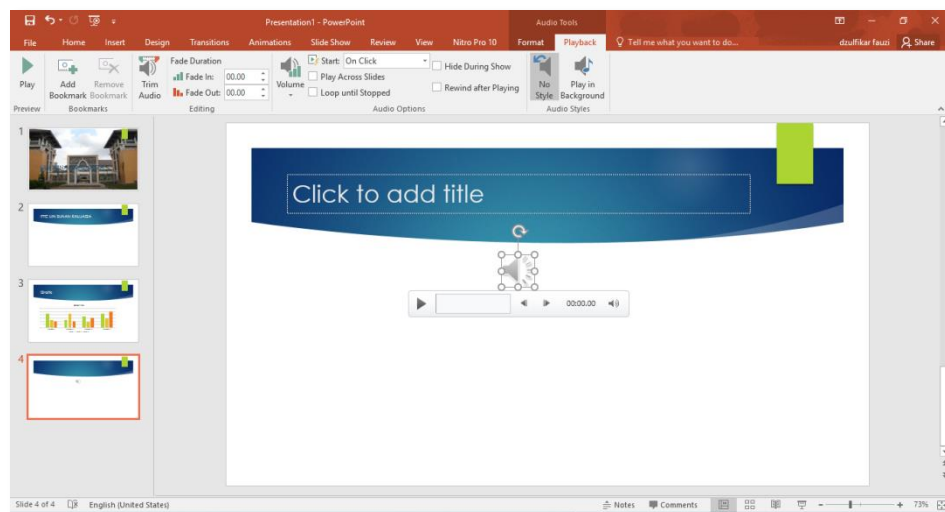 Presentation1 - PowerPoint
Audio Tools
File Home Insert Design Transitions Animations Slide Show Review View Nitro Pro 10 Format Playback Tell me what you want to do... dzulfikar fauzi Share
Play
Add Bookmark
Remove Bookmark
Trim Audio
Fade Duration
Fade In: 00.00
Fade Out: 00.00
Volume
Start: On Click
Play Across Slides
Loop until Stopped
Hide During Show
Rewind after Playing
No Style
Play in Background
Preview Bookmarks Editing Audio Options Audio Styles
1
2
3
4
Click to add title
00:00.00
Slide 4 of 4 English (United States) Notes Comments 73%